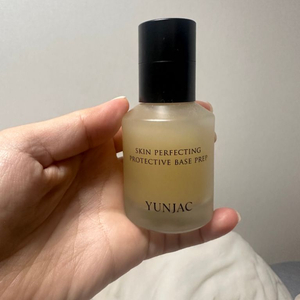 SKIN PERFECTING
PROTECTIVE BASE PREP
YUNJAC